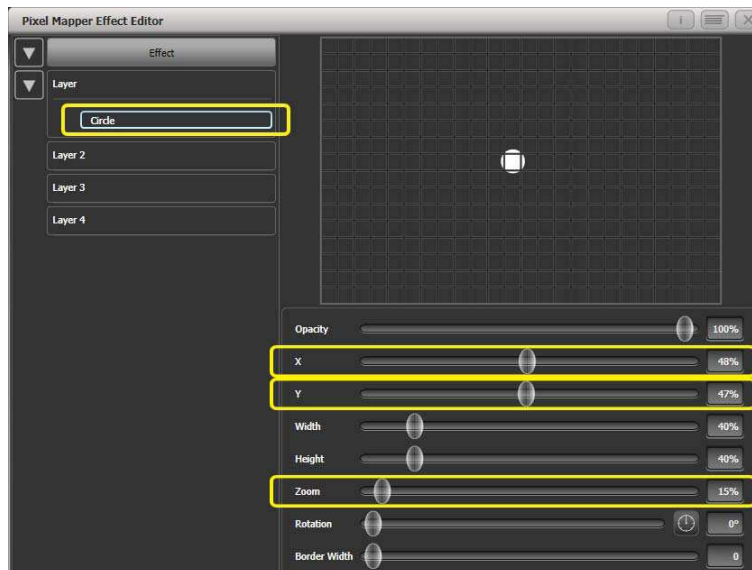 Pixel Mapper Effect Editor
Effect
Layer
Circle
Layer 2
Layer 3
Layer 4
Opacity 100%
X 48%
Y 47%
Width 40%
Height 40%
Zoom 15%
Rotation 0°
Border Width 0